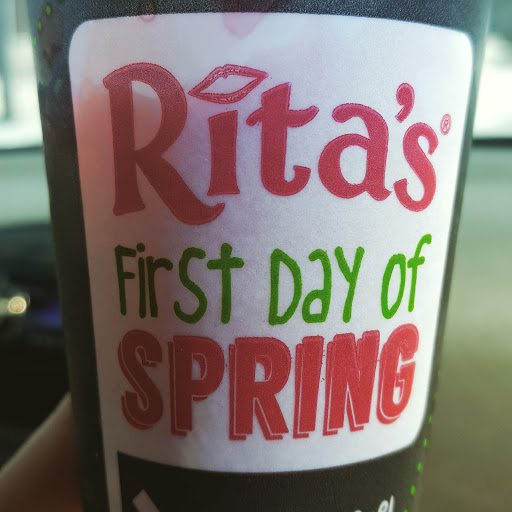 Rita's®
First Day of
SPRING